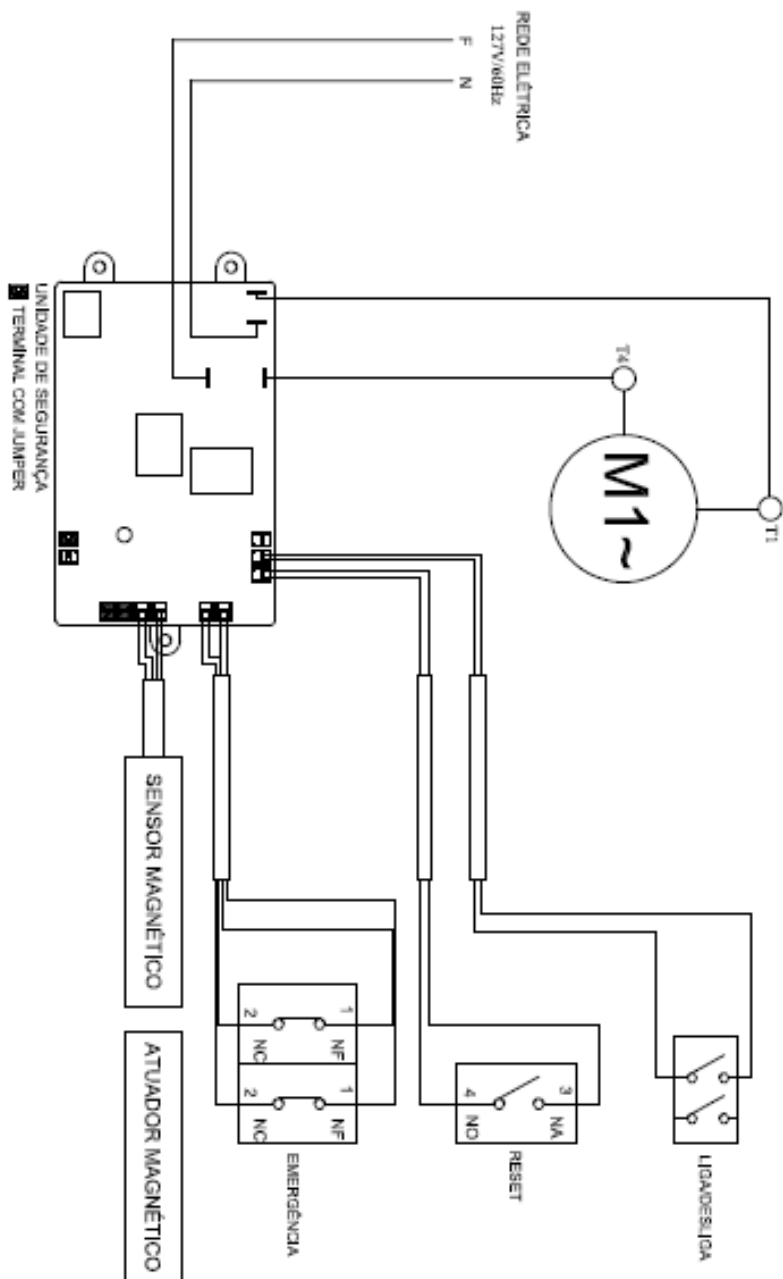 REDE ELÉTRICA
127V/60Hz
F
N
T4
T1
M1~
UNIDADE DE SEGURANÇA
TERMINAL COM JUMPER
SENSOR MAGNÉTICO
ATUADOR MAGNÉTICO
1
NF
2
NC
1
NF
2
NC
EMERGÊNCIA
3
NA
4
NO
RESET
LIGA/DESLIGA